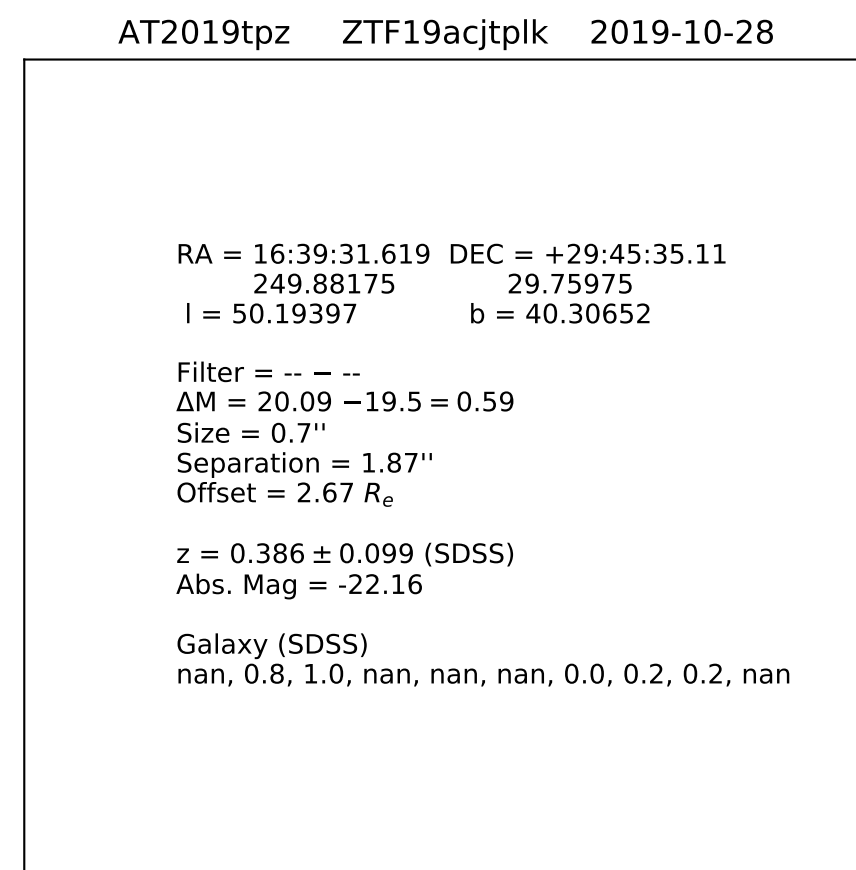 AT2019tpz ZTF19acjtplk 2019-10-28
RA = 16:39:31.619 DEC = +29:45:35.11
249.88175 29.75975
l = 50.19397 b = 40.30652
Filter = -- − --
ΔM = 20.09 −19.5 = 0.59
Size = 0.7''
Separation = 1.87''
Offset = 2.67 Re
z = 0.386 ± 0.099 (SDSS)
Abs. Mag = -22.16
Galaxy (SDSS)
nan, 0.8, 1.0, nan, nan, nan, 0.0, 0.2, 0.2, nan